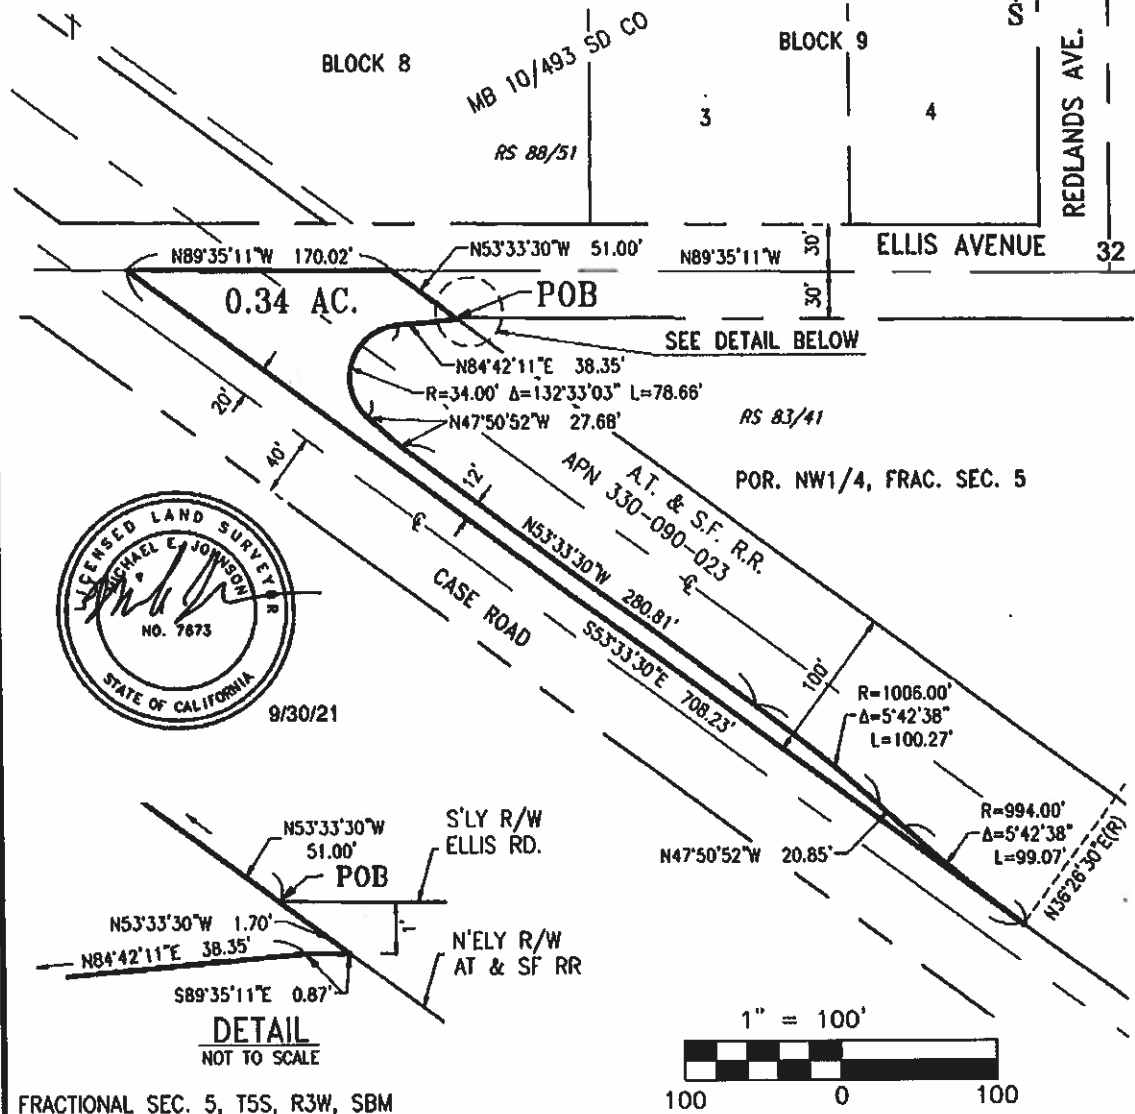 S
BLOCK 8
MB 10/493 SD CO
BLOCK 9
REDLANDS AVE.
3
4
RS 88/51
N89°35'11"W 170.02'
N53°33'30"W 51.00'
N89°35'11"W
30'
ELLIS AVENUE
32
0.34 AC.
POB
30'
SEE DETAIL BELOW
N84°42'11"E 38.35'
R=34.00' Δ=132°33'03" L=78.66'
N47°50'52"W 27.68'
RS 83/41
20'
40'
12'
A.T. & S.F. R.R.
APN 330-090-023
POR. NW1/4, FRAC. SEC. 5
℄
℄
N53°33'30"W 280.81'
CASE ROAD
S53°33'30"E 708.23'
100'
LICENSED LAND SURVEYOR
MICHAEL E. JOHNSON
NO. 7673
STATE OF CALIFORNIA
9/30/21
R=1006.00'
Δ=5°42'38"
L=100.27'
R=994.00'
Δ=5°42'38"
L=99.07'
N47°50'52"W 20.85'
N36°26'30"E(R)
N53°33'30"W
51.00'
S'LY R/W
ELLIS RD.
POB
N53°33'30"W 1.70'
1'
N84°42'11"E 38.35'
N'ELY R/W
AT & SF RR
S89°35'11"E 0.87'
DETAIL
NOT TO SCALE
1" = 100'
100 0 100
FRACTIONAL SEC. 5, T5S, R3W, SBM